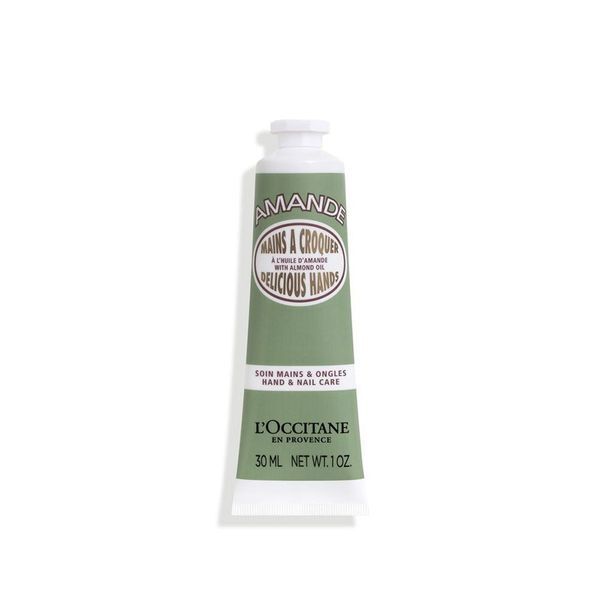 AMANDE
MAINS A CROQUER
À L'HUILE D'AMANDE
WITH ALMOND OIL
DELICIOUS HANDS
SOIN MAINS & ONGLES
HAND & NAIL CARE
L'OCCITANE
EN PROVENCE
30 ML NET WT. 1 OZ.